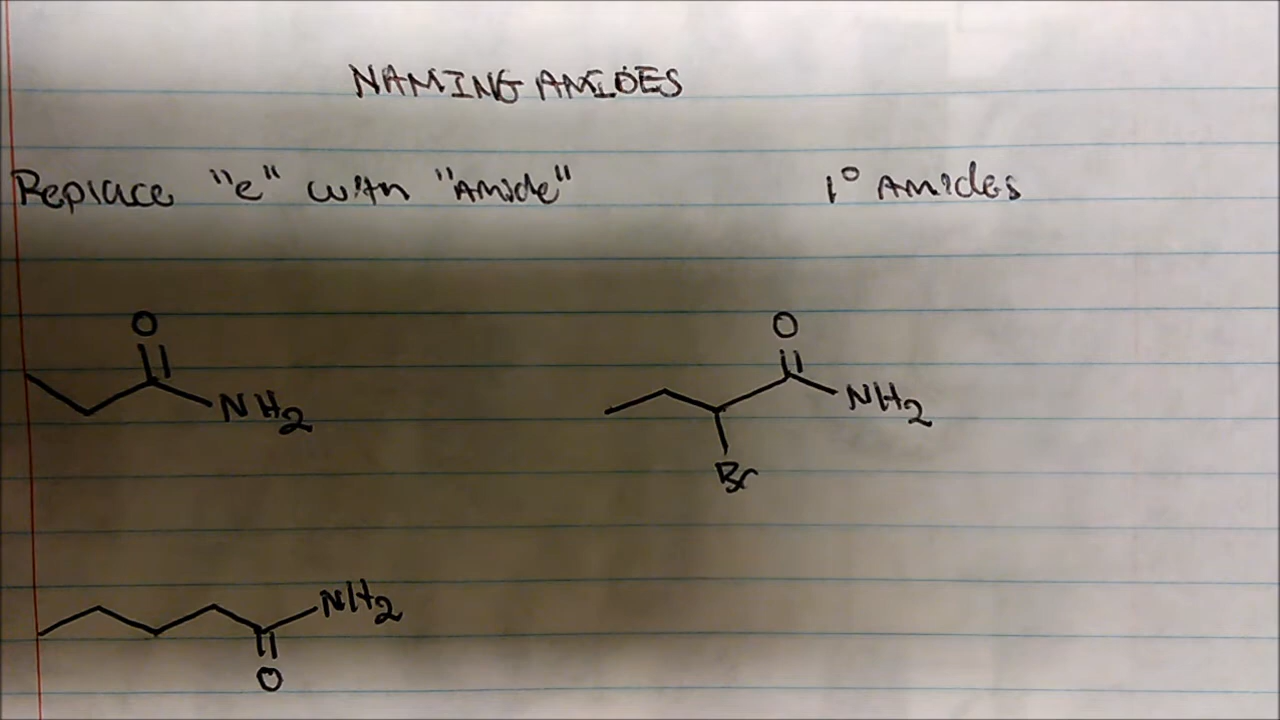 NAMING AMIDES
Replace "e" with "Amide"
1° Amides
O
NH2
O
NH2
Br
NH2
O